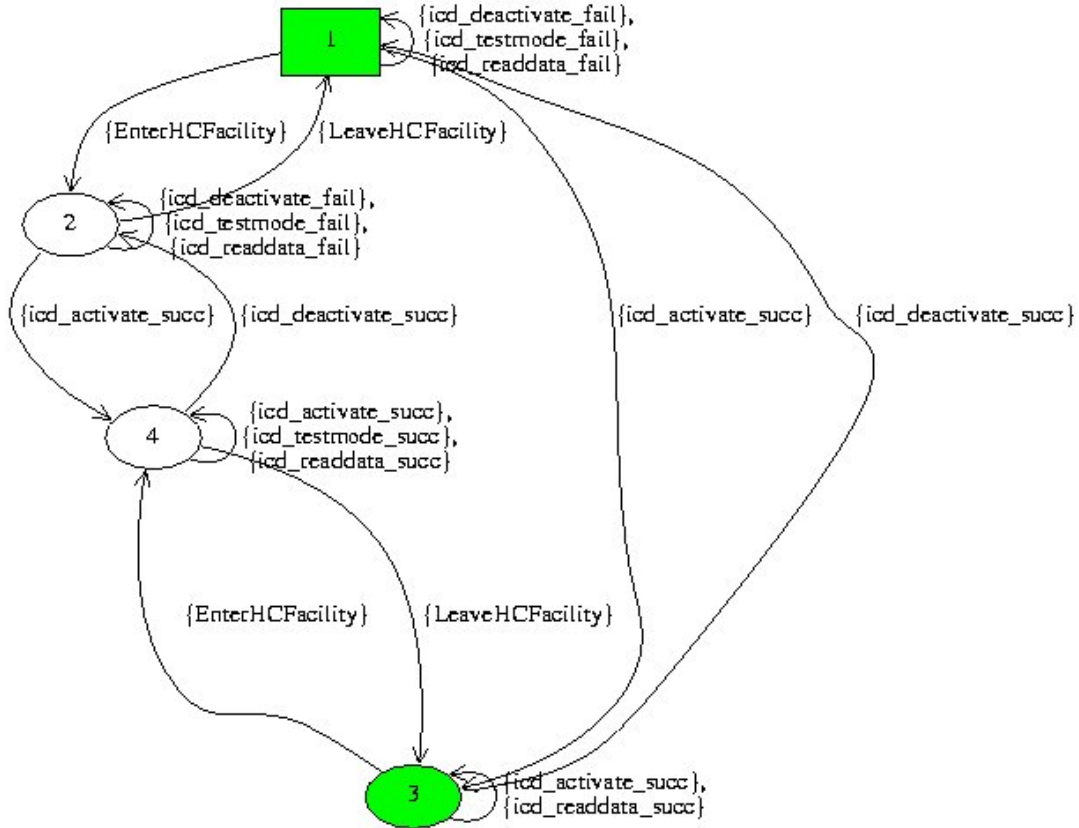 1
{icd_deactivate_fail},
{icd_testmode_fail},
{icd_readdata_fail}
{EnterHCFacility}
{LeaveHCFacility}
2
{icd_deactivate_fail},
{icd_testmode_fail},
{icd_readdata_fail}
{icd_activate_succ}
{icd_deactivate_succ}
{icd_activate_succ}
{icd_deactivate_succ}
4
{icd_activate_succ},
{icd_testmode_succ},
{icd_readdata_succ}
{EnterHCFacility}
{LeaveHCFacility}
3
{icd_activate_succ},
{icd_readdata_succ}